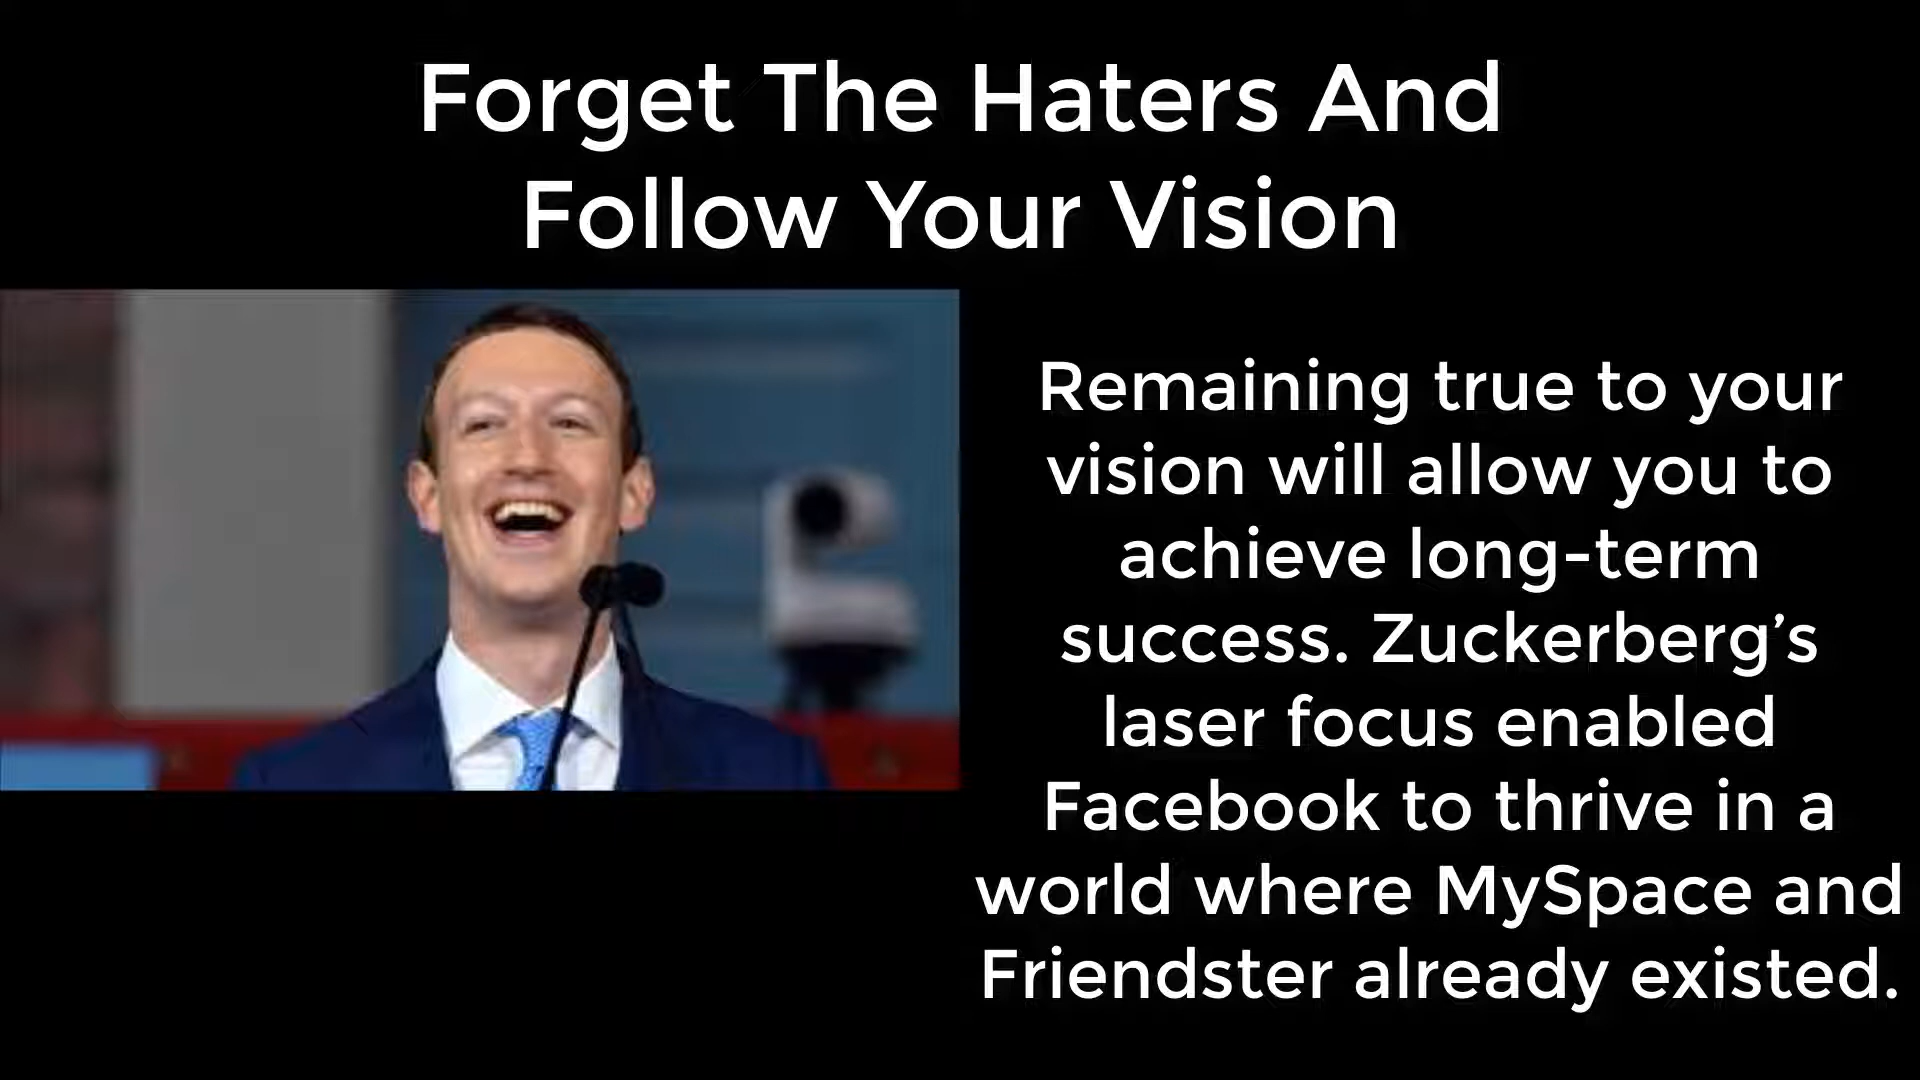 Forget The Haters And
Follow Your Vision
Remaining true to your
vision will allow you to
achieve long-term
success. Zuckerberg’s
laser focus enabled
Facebook to thrive in a
world where MySpace and
Friendster already existed.